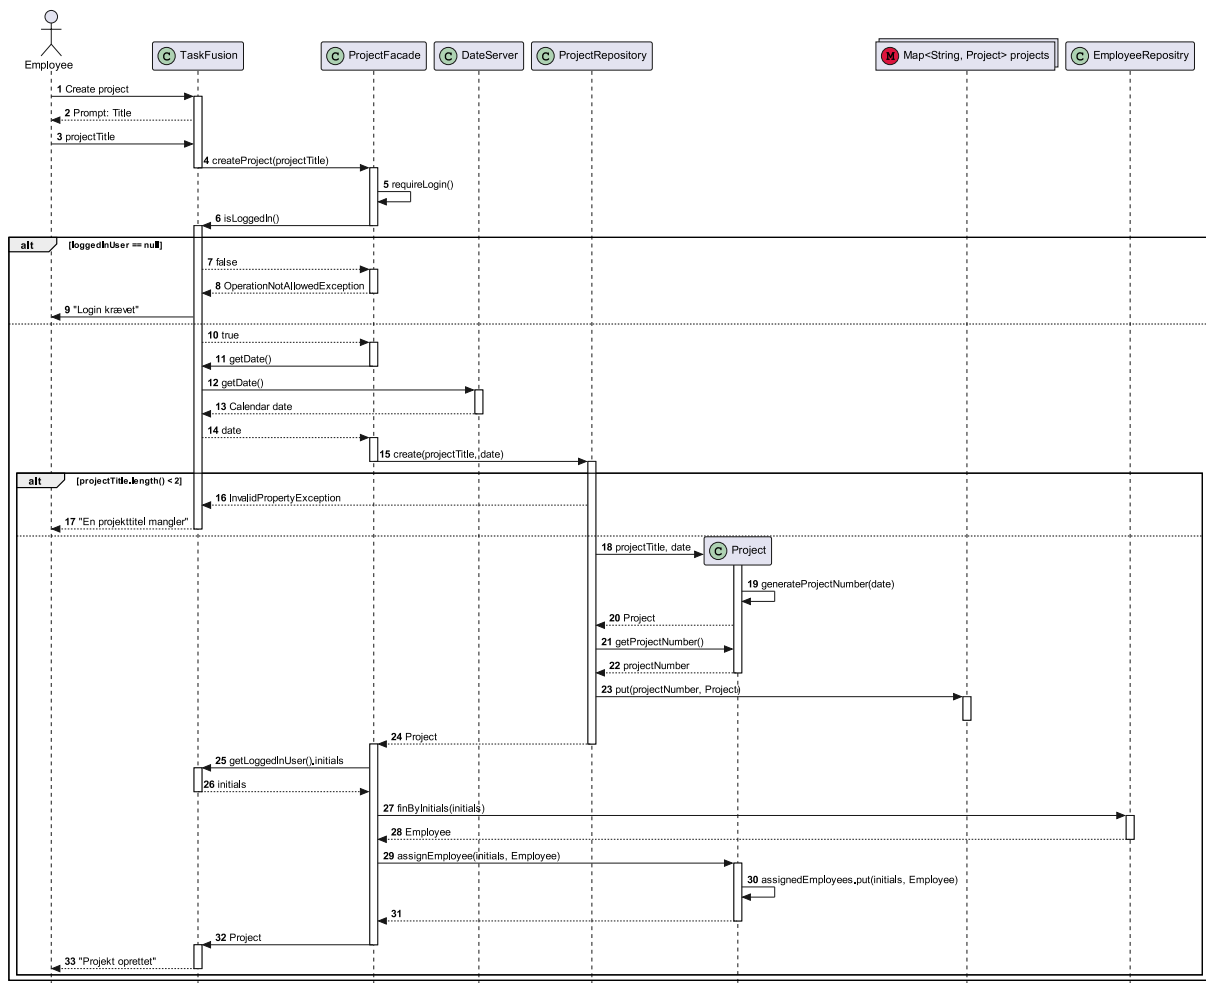 Employee
C TaskFusion
C ProjectFacade
C DateServer
C ProjectRepository
M Map<String, Project> projects
C EmployeeRepositry
1 Create project
2 Prompt: Title
3 projectTitle
4 createProject(projectTitle)
5 requireLogin()
6 isLoggedIn()
alt [loggedInUser == null]
7 false
8 OperationNotAllowedException
9 "Login krævet"
10 true
11 getDate()
12 getDate()
13 Calendar date
14 date
15 create(projectTitle, date)
alt [projectTitle.length() < 2]
16 InvalidPropertyException
17 "En projekttitel mangler"
18 projectTitle, date
C Project
19 generateProjectNumber(date)
20 Project
21 getProjectNumber()
22 projectNumber
23 put(projectNumber, Project)
24 Project
25 getLoggedInUser().initials
26 initials
27 finByInitials(initials)
28 Employee
29 assignEmployee(initials, Employee)
30 assignedEmployees.put(initials, Employee)
31
32 Project
33 "Projekt oprettet"